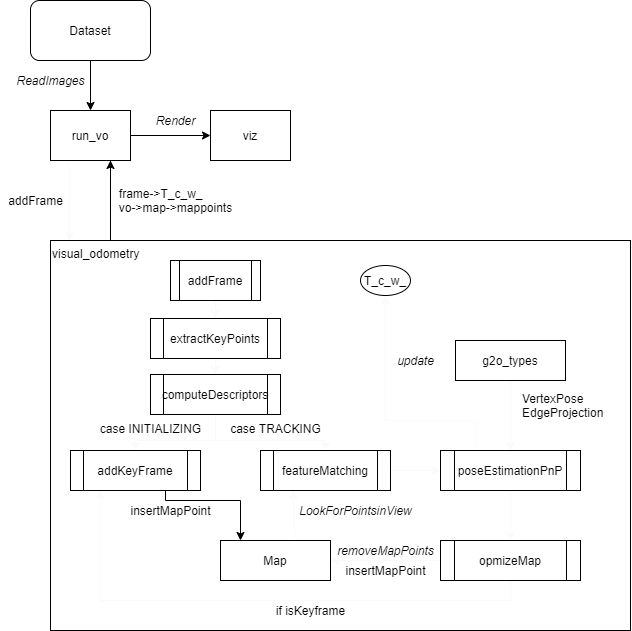 Dataset
ReadImages
run_vo
Render
viz
addFrame
frame->T_c_w_
vo->map->mappoints
visual_odometry
addFrame
T_c_w_
extractKeyPoints
update
g2o_types
computeDescriptors
VertexPose
EdgeProjection
case INITIALIZING
case TRACKING
addKeyFrame
featureMatching
poseEstimationPnP
insertMapPoint
LookForPointsinView
Map
removeMapPoints
insertMapPoint
opmizeMap
if isKeyframe